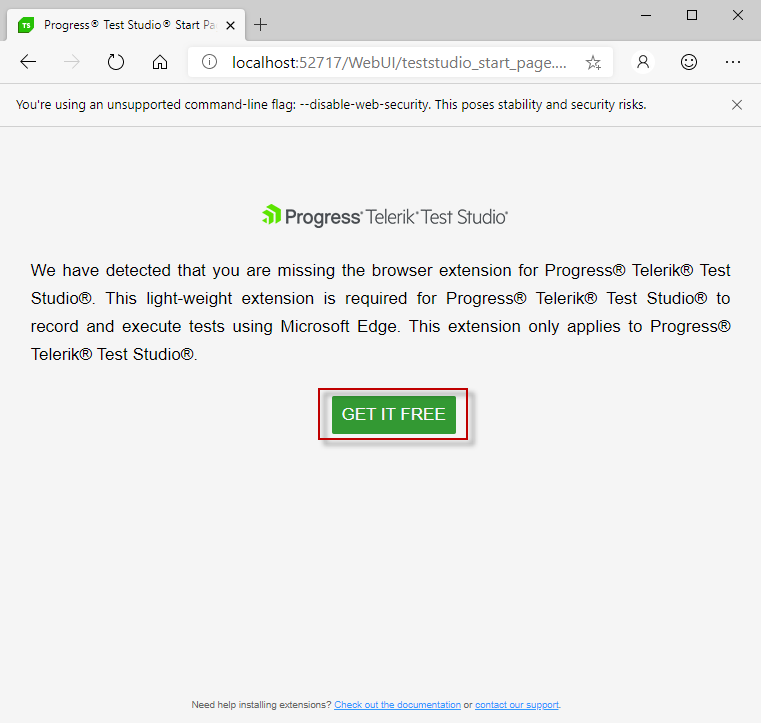 TS Progress® Test Studio® Start Pa
localhost:52717/WebUI/teststudio_start_page....
You're using an unsupported command-line flag: --disable-web-security. This poses stability and security risks.
Progress® Telerik® Test Studio®
We have detected that you are missing the browser extension for Progress® Telerik® Test
Studio®. This light-weight extension is required for Progress® Telerik® Test Studio® to
record and execute tests using Microsoft Edge. This extension only applies to Progress®
Telerik® Test Studio®.
GET IT FREE
Need help installing extensions? Check out the documentation or contact our support.